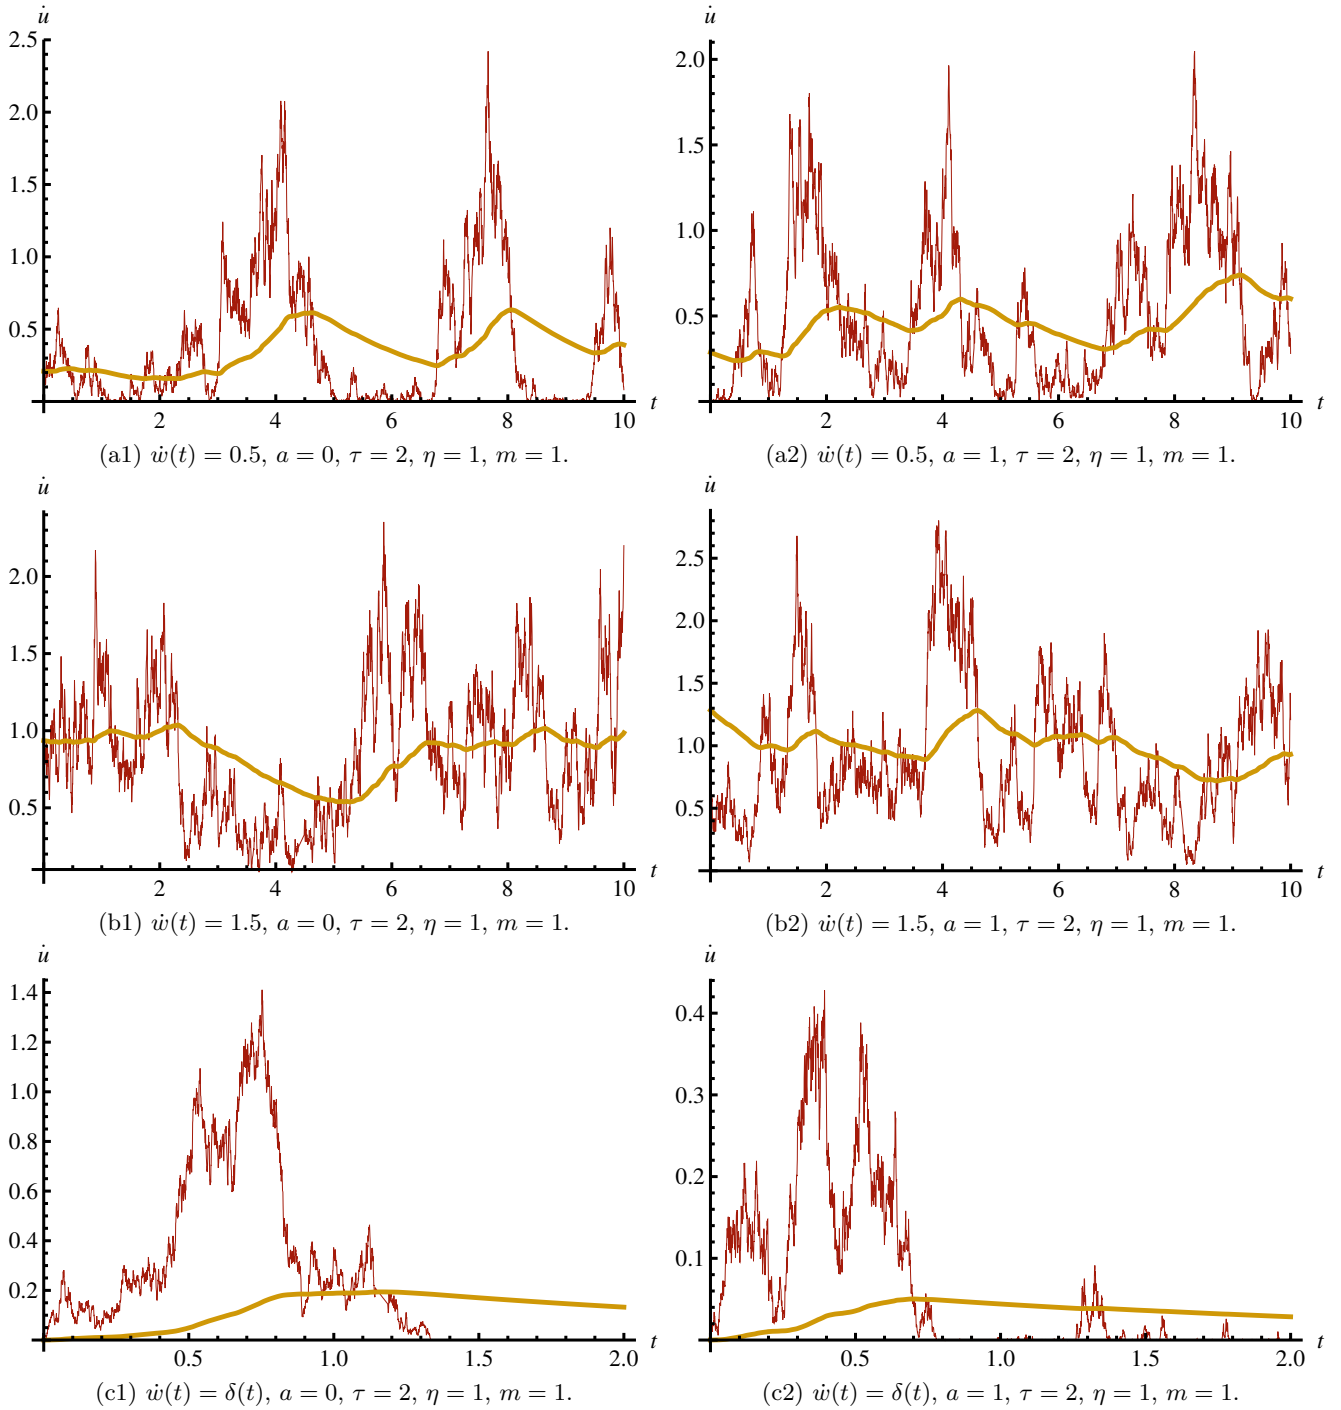 u̇
2.5
2.0
1.5
1.0
0.5
2 4 6 8 10 t
(a1) ẇ(t) = 0.5, a = 0, τ = 2, η = 1, m = 1.
u̇
2.0
1.5
1.0
0.5
2 4 6 8 10 t
(a2) ẇ(t) = 0.5, a = 1, τ = 2, η = 1, m = 1.
u̇
2.0
1.5
1.0
0.5
2 4 6 8 10 t
(b1) ẇ(t) = 1.5, a = 0, τ = 2, η = 1, m = 1.
u̇
2.5
2.0
1.5
1.0
0.5
2 4 6 8 10 t
(b2) ẇ(t) = 1.5, a = 1, τ = 2, η = 1, m = 1.
u̇
1.4
1.2
1.0
0.8
0.6
0.4
0.2
0.5 1.0 1.5 2.0 t
(c1) ẇ(t) = δ(t), a = 0, τ = 2, η = 1, m = 1.
u̇
0.4
0.3
0.2
0.1
0.5 1.0 1.5 2.0 t
(c2) ẇ(t) = δ(t), a = 1, τ = 2, η = 1, m = 1.